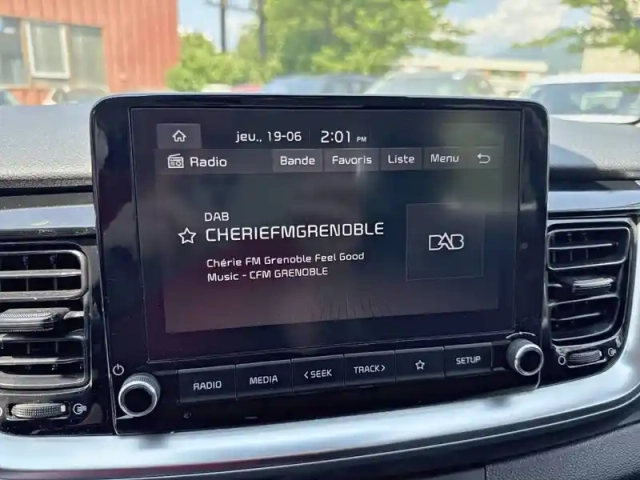 jeu., 19-06 2:01 PM
Radio Bande Favoris Liste Menu
DAB
CHERIEFMGRENOBLE
Chérie FM Grenoble Feel Good
Music - CFM GRENOBLE
DAB
RADIO MEDIA < SEEK TRACK > SETUP